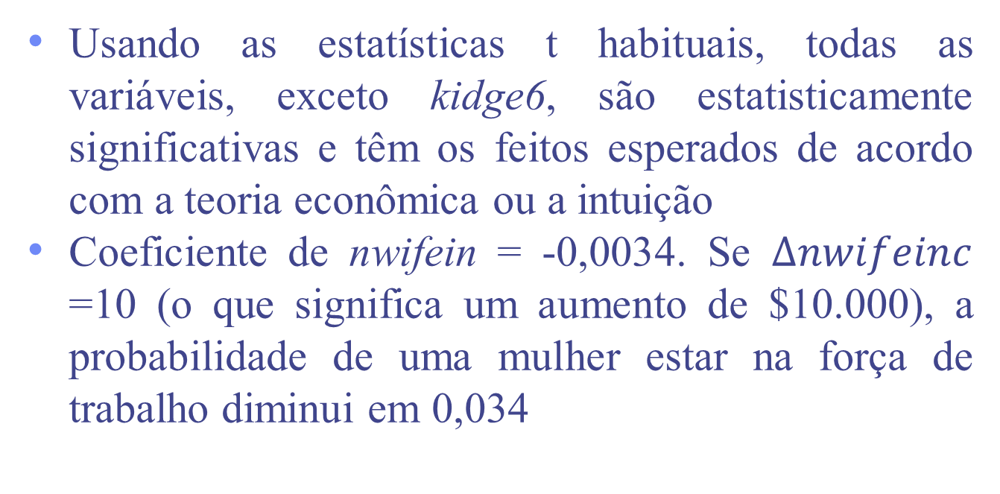 • Usando as estatísticas t habituais, todas as
variáveis, exceto kidge6, são estatisticamente
significativas e têm os feitos esperados de acordo
com a teoria econômica ou a intuição
• Coeficiente de nwifein = -0,0034. Se Δnwifeinc
=10 (o que significa um aumento de $10.000), a
probabilidade de uma mulher estar na força de
trabalho diminui em 0,034